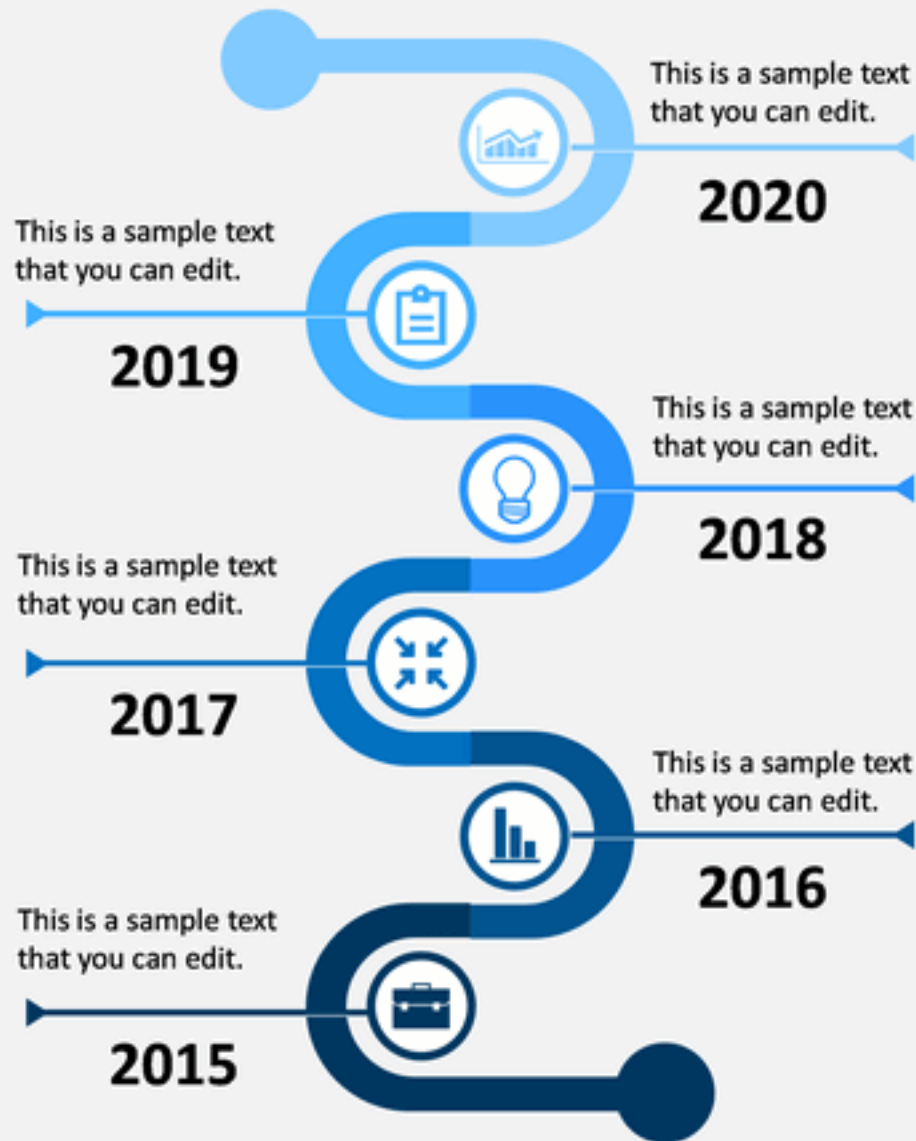 This is a sample text
that you can edit.
2020
This is a sample text
that you can edit.
2019
This is a sample text
that you can edit.
2018
This is a sample text
that you can edit.
2017
This is a sample text
that you can edit.
2016
This is a sample text
that you can edit.
2015